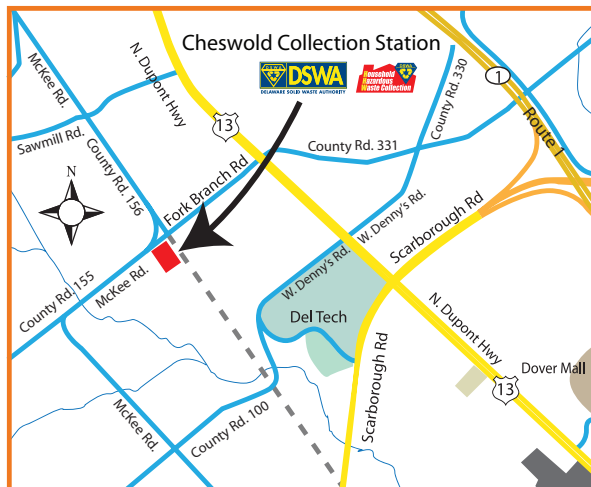 Cheswold Collection Station
DSWA
DSWA
DELAWARE SOLID WASTE AUTHORITY
Household
Hazardous
Waste Collection
McKee Rd.
N. Dupont Hwy
13
Sawmill Rd.
County Rd. 156
Fork Branch Rd
County Rd. 331
County Rd. 330
1
Route 1
N
County Rd. 155
McKee Rd.
W. Denny's Rd.
W. Denny's Rd.
Scarborough Rd
Del Tech
N. Dupont Hwy
13
Dover Mall
Scarborough Rd
McKee Rd.
County Rd. 100